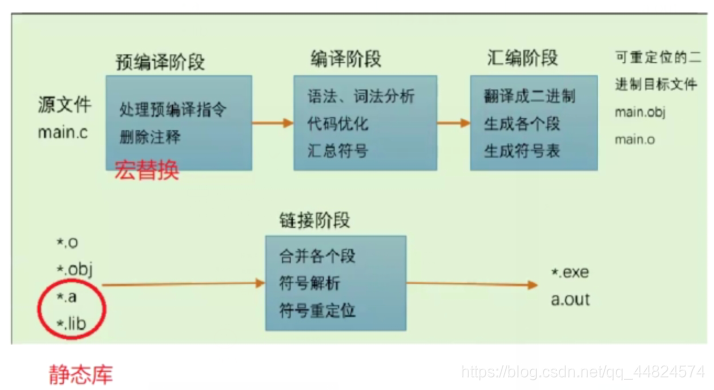 预编译阶段
编译阶段
汇编阶段
可重定位的二
进制目标文件
main.obj
main.o
源文件
main.c
处理预编译指令
删除注释
宏替换
语法、词法分析
代码优化
汇总符号
翻译成二进制
生成各个段
生成符号表
链接阶段
*.o
*.obj
*.a
*.lib
合并各个段
符号解析
符号重定位
*.exe
a.out
静态库
https://blog.csdn.net/qq_44824574